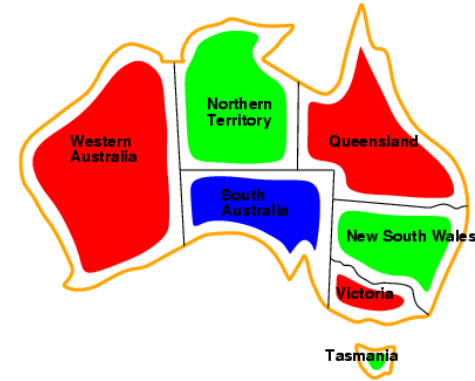 Northern
Territory
Western
Australia
Queensland
South
Australia
New South Wales
Victoria
Tasmania